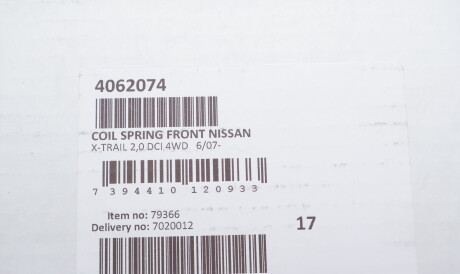 4062074
COIL SPRING FRONT NISSAN
X-TRAIL 2,0 DCI 4WD 6/07-
7 394410 120933
Item no: 79366
Delivery no: 7020012
17